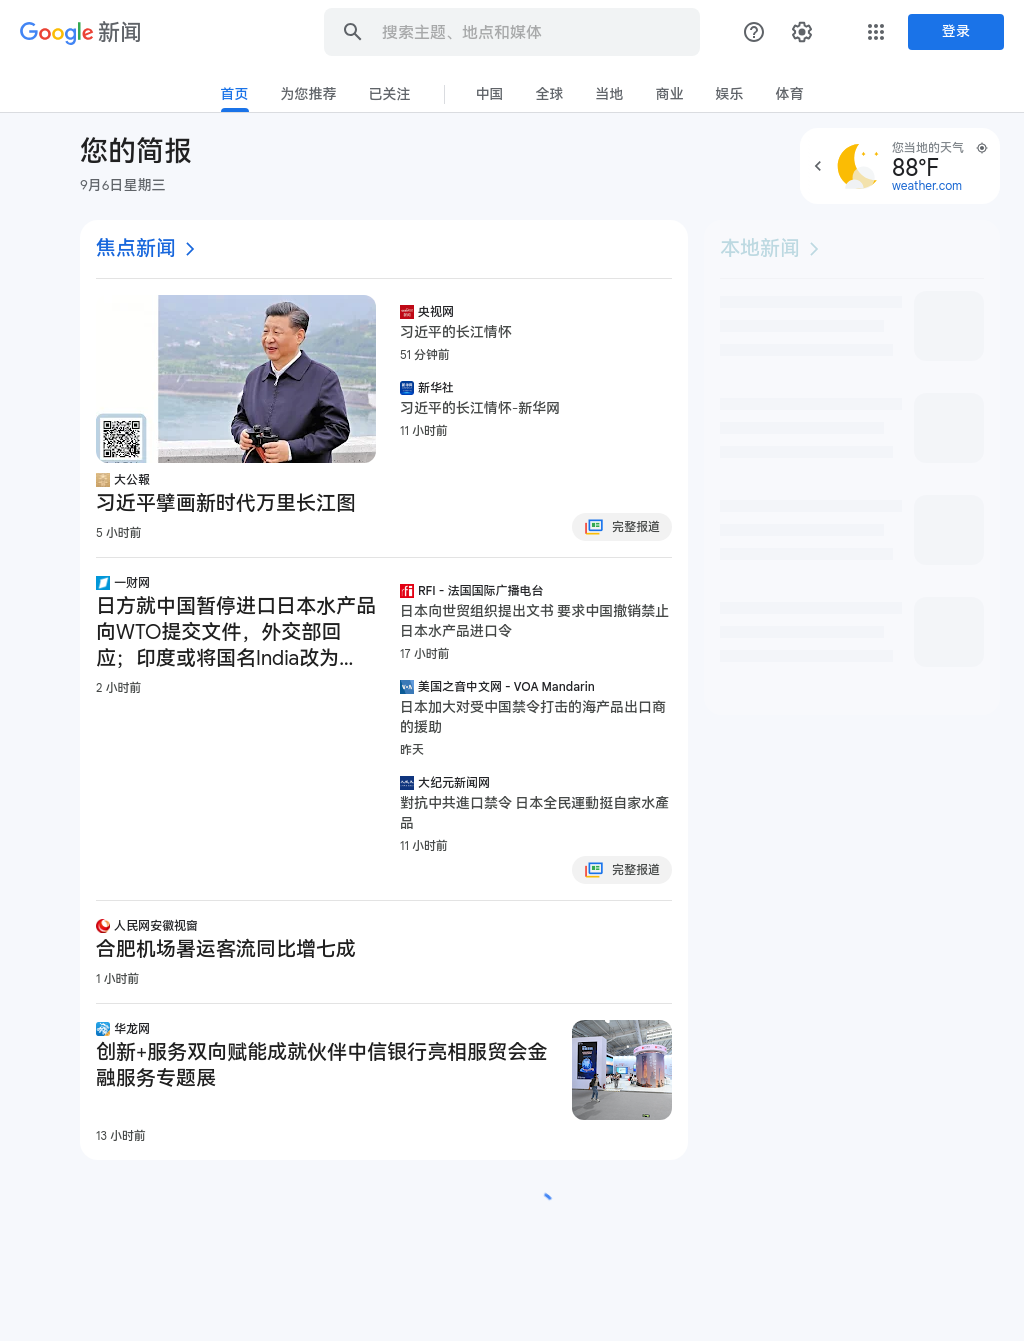 Google 新闻
搜索主题、地点和媒体
登录
首页
为您推荐
已关注
中国
全球
当地
商业
娱乐
体育
您的简报
9月6日星期三
您当地的天气
88°F
weather.com
焦点新闻
本地新闻
大公報
习近平擘画新时代万里长江图
5 小时前
央视网
习近平的长江情怀
51 分钟前
新华社
习近平的长江情怀-新华网
11 小时前
完整报道
一财网
日方就中国暂停进口日本水产品
向WTO提交文件，外交部回
应；印度或将国名India改为...
2 小时前
RFI - 法国国际广播电台
日本向世贸组织提出文书 要求中国撤销禁止
日本水产品进口令
17 小时前
美国之音中文网 - VOA Mandarin
日本加大对受中国禁令打击的海产品出口商
的援助
昨天
大纪元新闻网
對抗中共進口禁令 日本全民運動挺自家水產
品
11 小时前
完整报道
人民网安徽视窗
合肥机场暑运客流同比增七成
1 小时前
华龙网
创新+服务双向赋能成就伙伴中信银行亮相服贸会金
融服务专题展
13 小时前